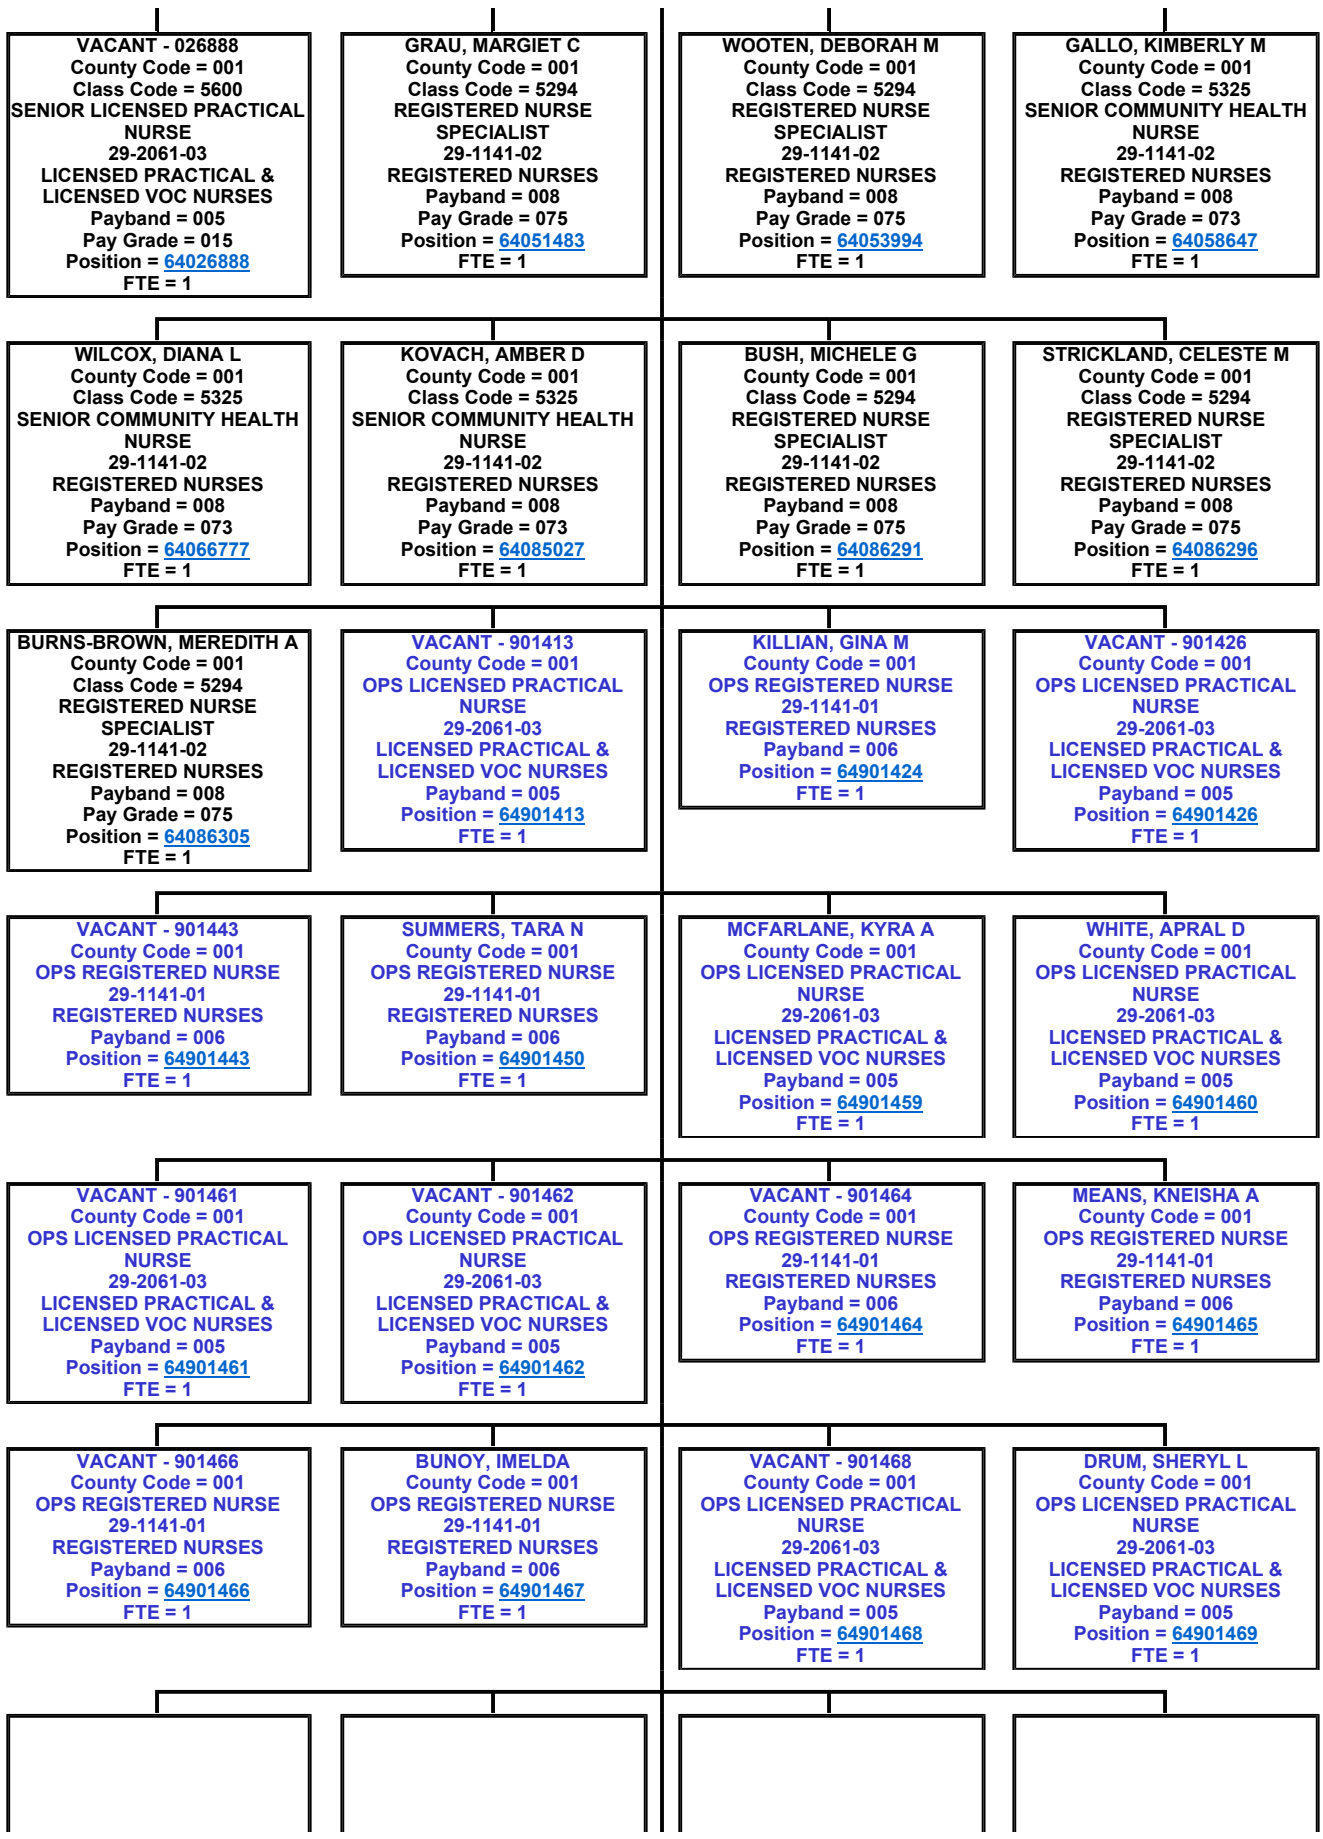 VACANT - 026888
County Code = 001
Class Code = 5600
SENIOR LICENSED PRACTICAL
NURSE
29-2061-03
LICENSED PRACTICAL &
LICENSED VOC NURSES
Payband = 005
Pay Grade = 015
Position = 64026888
FTE = 1
GRAU, MARGIET C
County Code = 001
Class Code = 5294
REGISTERED NURSE
SPECIALIST
29-1141-02
REGISTERED NURSES
Payband = 008
Pay Grade = 075
Position = 64051483
FTE = 1
WOOTEN, DEBORAH M
County Code = 001
Class Code = 5294
REGISTERED NURSE
SPECIALIST
29-1141-02
REGISTERED NURSES
Payband = 008
Pay Grade = 075
Position = 64053994
FTE = 1
GALLO, KIMBERLY M
County Code = 001
Class Code = 5325
SENIOR COMMUNITY HEALTH
NURSE
29-1141-02
REGISTERED NURSES
Payband = 008
Pay Grade = 073
Position = 64058647
FTE = 1
WILCOX, DIANA L
County Code = 001
Class Code = 5325
SENIOR COMMUNITY HEALTH
NURSE
29-1141-02
REGISTERED NURSES
Payband = 008
Pay Grade = 073
Position = 64066777
FTE = 1
KOVACH, AMBER D
County Code = 001
Class Code = 5325
SENIOR COMMUNITY HEALTH
NURSE
29-1141-02
REGISTERED NURSES
Payband = 008
Pay Grade = 073
Position = 64085027
FTE = 1
BUSH, MICHELE G
County Code = 001
Class Code = 5294
REGISTERED NURSE
SPECIALIST
29-1141-02
REGISTERED NURSES
Payband = 008
Pay Grade = 075
Position = 64086291
FTE = 1
STRICKLAND, CELESTE M
County Code = 001
Class Code = 5294
REGISTERED NURSE
SPECIALIST
29-1141-02
REGISTERED NURSES
Payband = 008
Pay Grade = 075
Position = 64086296
FTE = 1
BURNS-BROWN, MEREDITH A
County Code = 001
Class Code = 5294
REGISTERED NURSE
SPECIALIST
29-1141-02
REGISTERED NURSES
Payband = 008
Pay Grade = 075
Position = 64086305
FTE = 1
VACANT - 901413
County Code = 001
OPS LICENSED PRACTICAL
NURSE
29-2061-03
LICENSED PRACTICAL &
LICENSED VOC NURSES
Payband = 005
Position = 64901413
FTE = 1
KILLIAN, GINA M
County Code = 001
OPS REGISTERED NURSE
29-1141-01
REGISTERED NURSES
Payband = 006
Position = 64901424
FTE = 1
VACANT - 901426
County Code = 001
OPS LICENSED PRACTICAL
NURSE
29-2061-03
LICENSED PRACTICAL &
LICENSED VOC NURSES
Payband = 005
Position = 64901426
FTE = 1
VACANT - 901443
County Code = 001
OPS REGISTERED NURSE
29-1141-01
REGISTERED NURSES
Payband = 006
Position = 64901443
FTE = 1
SUMMERS, TARA N
County Code = 001
OPS REGISTERED NURSE
29-1141-01
REGISTERED NURSES
Payband = 006
Position = 64901450
FTE = 1
MCFARLANE, KYRA A
County Code = 001
OPS LICENSED PRACTICAL
NURSE
29-2061-03
LICENSED PRACTICAL &
LICENSED VOC NURSES
Payband = 005
Position = 64901459
FTE = 1
WHITE, APRAL D
County Code = 001
OPS LICENSED PRACTICAL
NURSE
29-2061-03
LICENSED PRACTICAL &
LICENSED VOC NURSES
Payband = 005
Position = 64901460
FTE = 1
VACANT - 901461
County Code = 001
OPS LICENSED PRACTICAL
NURSE
29-2061-03
LICENSED PRACTICAL &
LICENSED VOC NURSES
Payband = 005
Position = 64901461
FTE = 1
VACANT - 901462
County Code = 001
OPS LICENSED PRACTICAL
NURSE
29-2061-03
LICENSED PRACTICAL &
LICENSED VOC NURSES
Payband = 005
Position = 64901462
FTE = 1
VACANT - 901464
County Code = 001
OPS REGISTERED NURSE
29-1141-01
REGISTERED NURSES
Payband = 006
Position = 64901464
FTE = 1
MEANS, KNEISHA A
County Code = 001
OPS REGISTERED NURSE
29-1141-01
REGISTERED NURSES
Payband = 006
Position = 64901465
FTE = 1
VACANT - 901466
County Code = 001
OPS REGISTERED NURSE
29-1141-01
REGISTERED NURSES
Payband = 006
Position = 64901466
FTE = 1
BUNOY, IMELDA
County Code = 001
OPS REGISTERED NURSE
29-1141-01
REGISTERED NURSES
Payband = 006
Position = 64901467
FTE = 1
VACANT - 901468
County Code = 001
OPS LICENSED PRACTICAL
NURSE
29-2061-03
LICENSED PRACTICAL &
LICENSED VOC NURSES
Payband = 005
Position = 64901468
FTE = 1
DRUM, SHERYL L
County Code = 001
OPS LICENSED PRACTICAL
NURSE
29-2061-03
LICENSED PRACTICAL &
LICENSED VOC NURSES
Payband = 005
Position = 64901469
FTE = 1